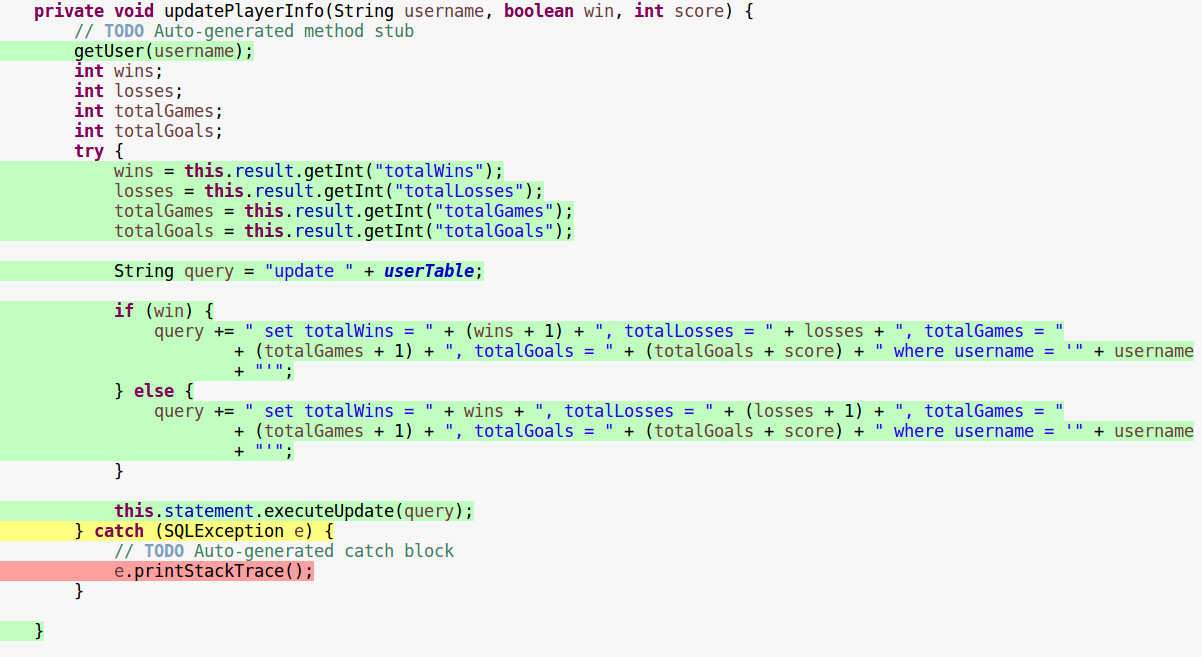 private void updatePlayerInfo(String username, boolean win, int score) {
// TODO Auto-generated method stub
getUser(username);
int wins;
int losses;
int totalGames;
int totalGoals;
try {
wins = this.result.getInt("totalWins");
losses = this.result.getInt("totalLosses");
totalGames = this.result.getInt("totalGames");
totalGoals = this.result.getInt("totalGoals");
String query = "update " + userTable;
if (win) {
query += " set totalWins = " + (wins + 1) + ", totalLosses = " + losses + ", totalGames = "
+ (totalGames + 1) + ", totalGoals = " + (totalGoals + score) + " where username = '" + username
+ "'";
} else {
query += " set totalWins = " + wins + ", totalLosses = " + (losses + 1) + ", totalGames = "
+ (totalGames + 1) + ", totalGoals = " + (totalGoals + score) + " where username = '" + username
+ "'";
}
this.statement.executeUpdate(query);
} catch (SQLException e) {
// TODO Auto-generated catch block
e.printStackTrace();
}
}